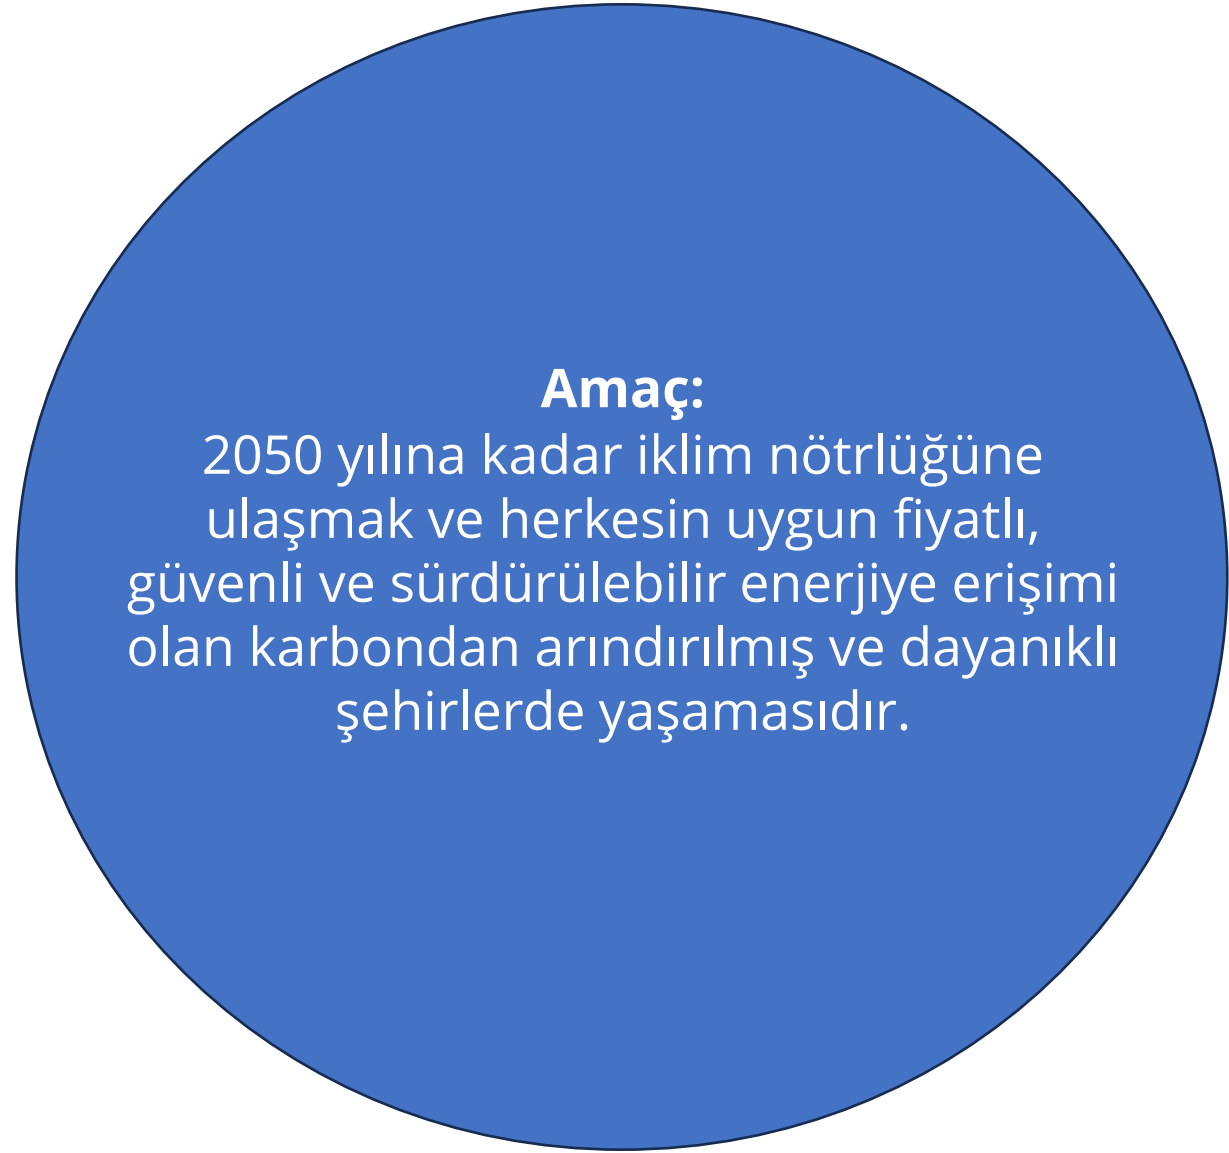 Amaç:
2050 yılına kadar iklim nötrlüğüne
ulaşmak ve herkesin uygun fiyatlı,
güvenli ve sürdürülebilir enerjiye erişimi
olan karbondan arındırılmış ve dayanıklı
şehirlerde yaşamasıdır.